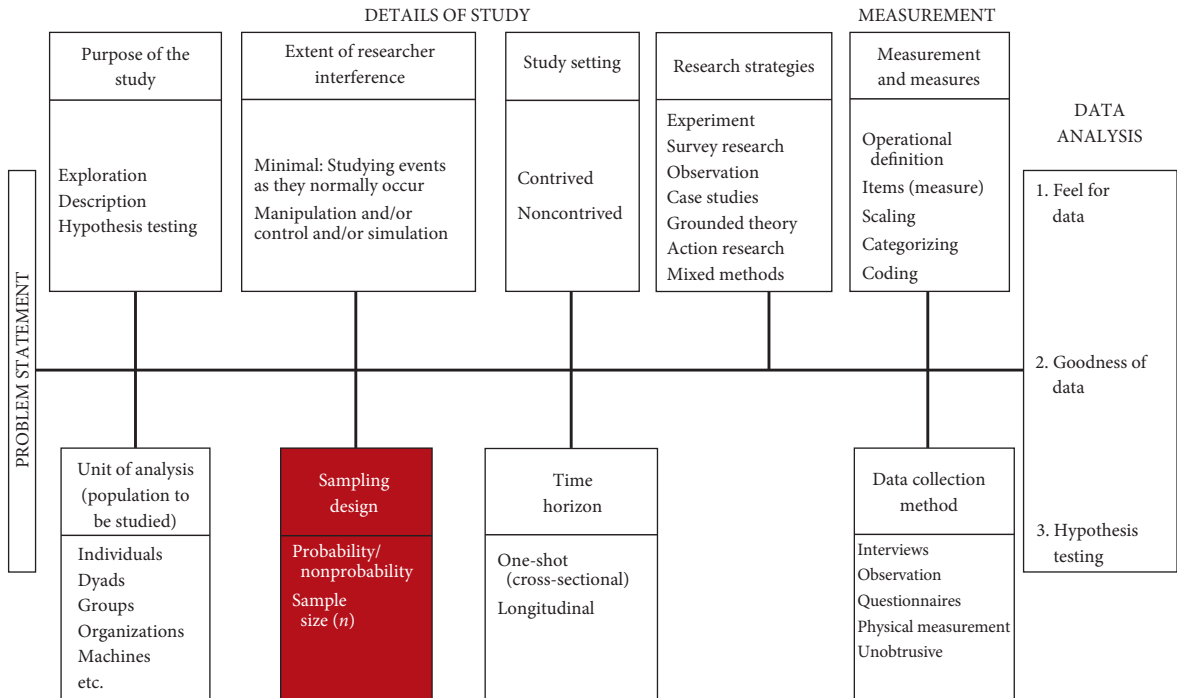 DETAILS OF STUDY
MEASUREMENT
Purpose of the
study
Exploration
Description
Hypothesis testing
Extent of researcher
interference
Minimal: Studying events
as they normally occur
Manipulation and/or
control and/or simulation
Study setting
Contrived
Noncontrived
Research strategies
Experiment
Survey research
Observation
Case studies
Grounded theory
Action research
Mixed methods
Measurement
and measures
Operational
definition
Items (measure)
Scaling
Categorizing
Coding
DATA
ANALYSIS
1. Feel for
data
2. Goodness of
data
3. Hypothesis
testing
PROBLEM STATEMENT
Unit of analysis
(population to
be studied)
Individuals
Dyads
Groups
Organizations
Machines
etc.
Sampling
design
Probability/
nonprobability
Sample
size (n)
Time
horizon
One-shot
(cross-sectional)
Longitudinal
Data collection
method
Interviews
Observation
Questionnaires
Physical measurement
Unobtrusive